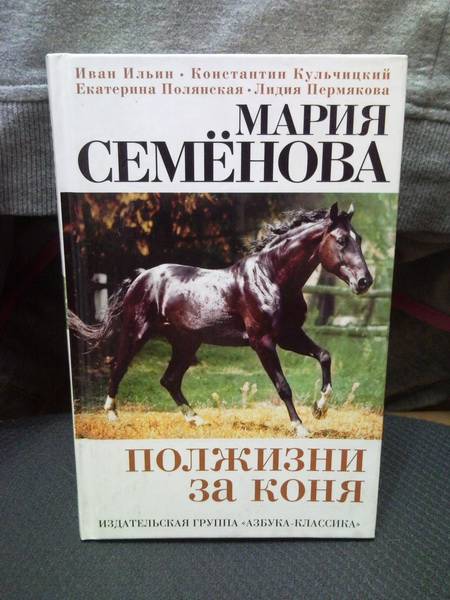 Иван Ильин • Константин Кульчицкий
Екатерина Полянская • Лидия Пермякова
МАРИЯ
СЕМЁНОВА
ПОЛЖИЗНИ
ЗА КОНЯ
ИЗДАТЕЛЬСКАЯ ГРУППА «АЗБУКА-КЛАССИКА»